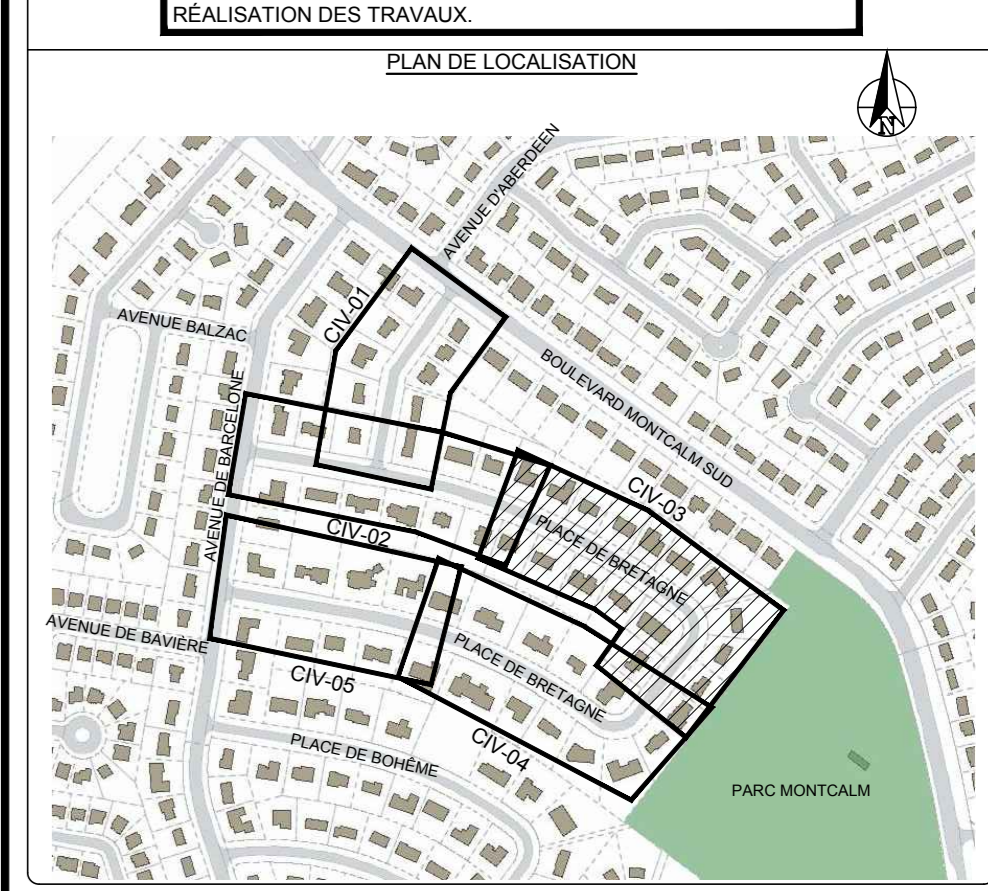 RÉALISATION DES TRAVAUX.
PLAN DE LOCALISATION
N
AVENUE D'ABERDEEN
CIV-01
AVENUE BALZAC
BOULEVARD MONTCALM SUD
AVENUE DE BARCELONE
CIV-03
CIV-02
PLACE DE BRETAGNE
AVENUE DE BAVIÈRE
PLACE DE BRETAGNE
CIV-05
CIV-04
PLACE DE BOHÊME
PARC MONTCALM